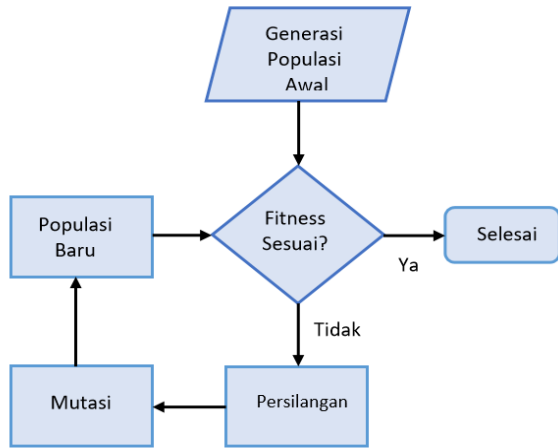 Generasi
Populasi
Awal
Fitness
Sesuai?
Ya
Selesai
Tidak
Persilangan
Mutasi
Populasi
Baru